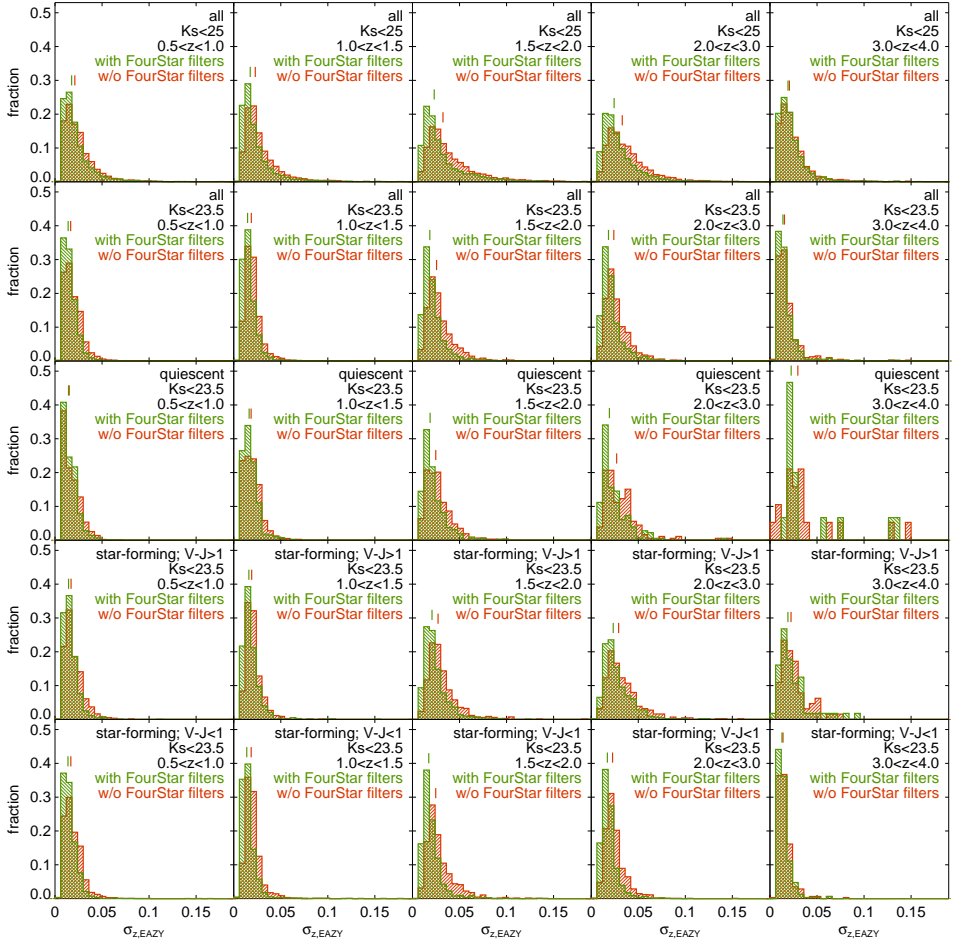 all
Ks<25
0.5<z<1.0
with FourStar filters
w/o FourStar filters
all
Ks<25
1.0<z<1.5
with FourStar filters
w/o FourStar filters
all
Ks<25
1.5<z<2.0
with FourStar filters
w/o FourStar filters
all
Ks<25
2.0<z<3.0
with FourStar filters
w/o FourStar filters
all
Ks<25
3.0<z<4.0
with FourStar filters
w/o FourStar filters
fraction
0.5
0.4
0.3
0.2
0.1
0.0
all
Ks<23.5
0.5<z<1.0
with FourStar filters
w/o FourStar filters
all
Ks<23.5
1.0<z<1.5
with FourStar filters
w/o FourStar filters
all
Ks<23.5
1.5<z<2.0
with FourStar filters
w/o FourStar filters
all
Ks<23.5
2.0<z<3.0
with FourStar filters
w/o FourStar filters
all
Ks<23.5
3.0<z<4.0
with FourStar filters
w/o FourStar filters
fraction
0.5
0.4
0.3
0.2
0.1
0.0
quiescent
Ks<23.5
0.5<z<1.0
with FourStar filters
w/o FourStar filters
quiescent
Ks<23.5
1.0<z<1.5
with FourStar filters
w/o FourStar filters
quiescent
Ks<23.5
1.5<z<2.0
with FourStar filters
w/o FourStar filters
quiescent
Ks<23.5
2.0<z<3.0
with FourStar filters
w/o FourStar filters
quiescent
Ks<23.5
3.0<z<4.0
with FourStar filters
w/o FourStar filters
fraction
0.5
0.4
0.3
0.2
0.1
0.0
star-forming; V-J>1
Ks<23.5
0.5<z<1.0
with FourStar filters
w/o FourStar filters
star-forming; V-J>1
Ks<23.5
1.0<z<1.5
with FourStar filters
w/o FourStar filters
star-forming; V-J>1
Ks<23.5
1.5<z<2.0
with FourStar filters
w/o FourStar filters
star-forming; V-J>1
Ks<23.5
2.0<z<3.0
with FourStar filters
w/o FourStar filters
star-forming; V-J>1
Ks<23.5
3.0<z<4.0
with FourStar filters
w/o FourStar filters
fraction
0.5
0.4
0.3
0.2
0.1
0.0
star-forming; V-J<1
Ks<23.5
0.5<z<1.0
with FourStar filters
w/o FourStar filters
star-forming; V-J<1
Ks<23.5
1.0<z<1.5
with FourStar filters
w/o FourStar filters
star-forming; V-J<1
Ks<23.5
1.5<z<2.0
with FourStar filters
w/o FourStar filters
star-forming; V-J<1
Ks<23.5
2.0<z<3.0
with FourStar filters
w/o FourStar filters
star-forming; V-J<1
Ks<23.5
3.0<z<4.0
with FourStar filters
w/o FourStar filters
fraction
0.5
0.4
0.3
0.2
0.1
0.0
0 0.05 0.1 0.15
0 0.05 0.1 0.15
0 0.05 0.1 0.15
0 0.05 0.1 0.15
0 0.05 0.1 0.15
σz,EAZY
σz,EAZY
σz,EAZY
σz,EAZY
σz,EAZY